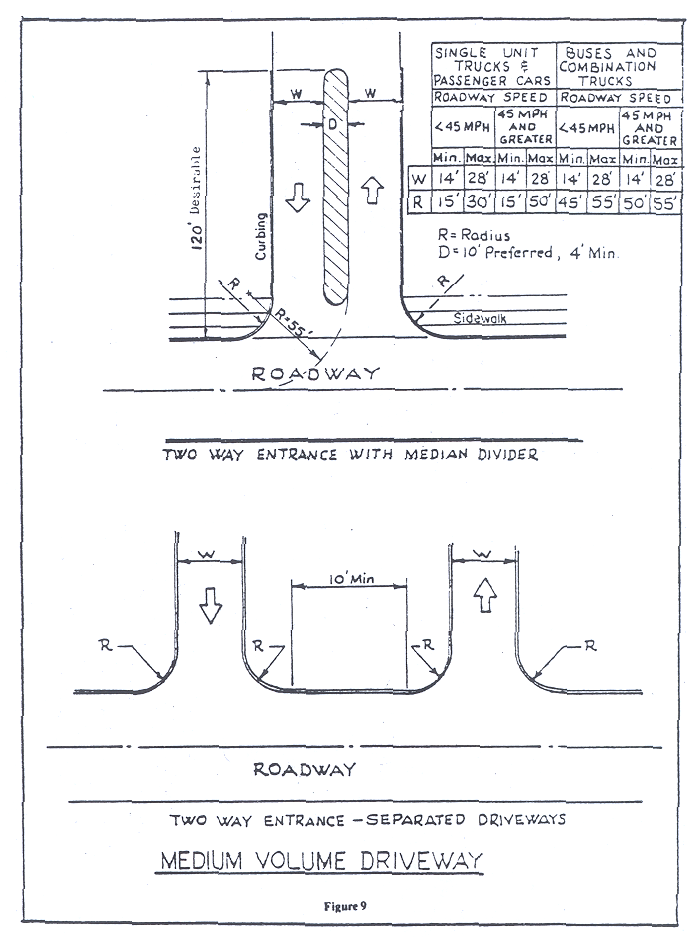 SINGLE UNIT TRUCKS & PASSENGER CARS
BUSES AND COMBINATION TRUCKS
ROADWAY SPEED
ROADWAY SPEED
<45 MPH
45 MPH AND GREATER
<45 MPH
45 MPH AND GREATER
Min. Max. Min. Max Min. Max Min. Max
W 14' 28' 14' 28' 14' 28' 14' 28'
R 15' 30' 15' 50' 45' 55' 50' 55'
R= Radius
D=10' Preferred, 4' Min.
W
W
D
120' Desirable
Curbing
R
R=55'
R
Sidewalk
ROADWAY
TWO WAY ENTRANCE WITH MEDIAN DIVIDER
W
10' Min
W
R
R
R
R
ROADWAY
TWO WAY ENTRANCE - SEPARATED DRIVEWAYS
MEDIUM VOLUME DRIVEWAY
Figure 9